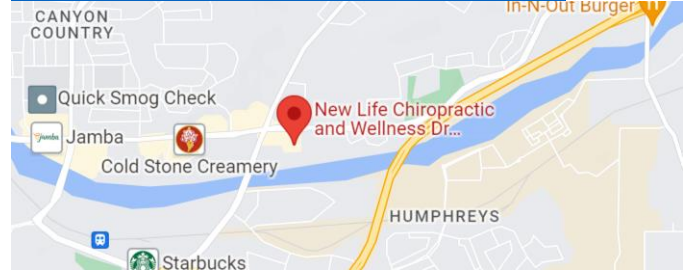 In-N-Out Burger
CANYON
COUNTRY
Quick Smog Check
New Life Chiropractic
and Wellness Dr...
Jamba
Jamba
Cold Stone Creamery
HUMPHREYS
Starbucks